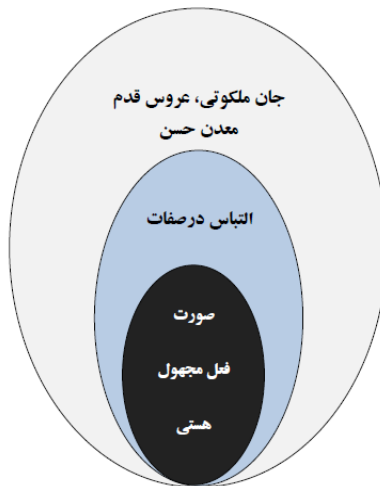 جان ملکوتی، عروس قدم
معدن حسن
التباس درصفات
صورت
فعل مجهول
هستی